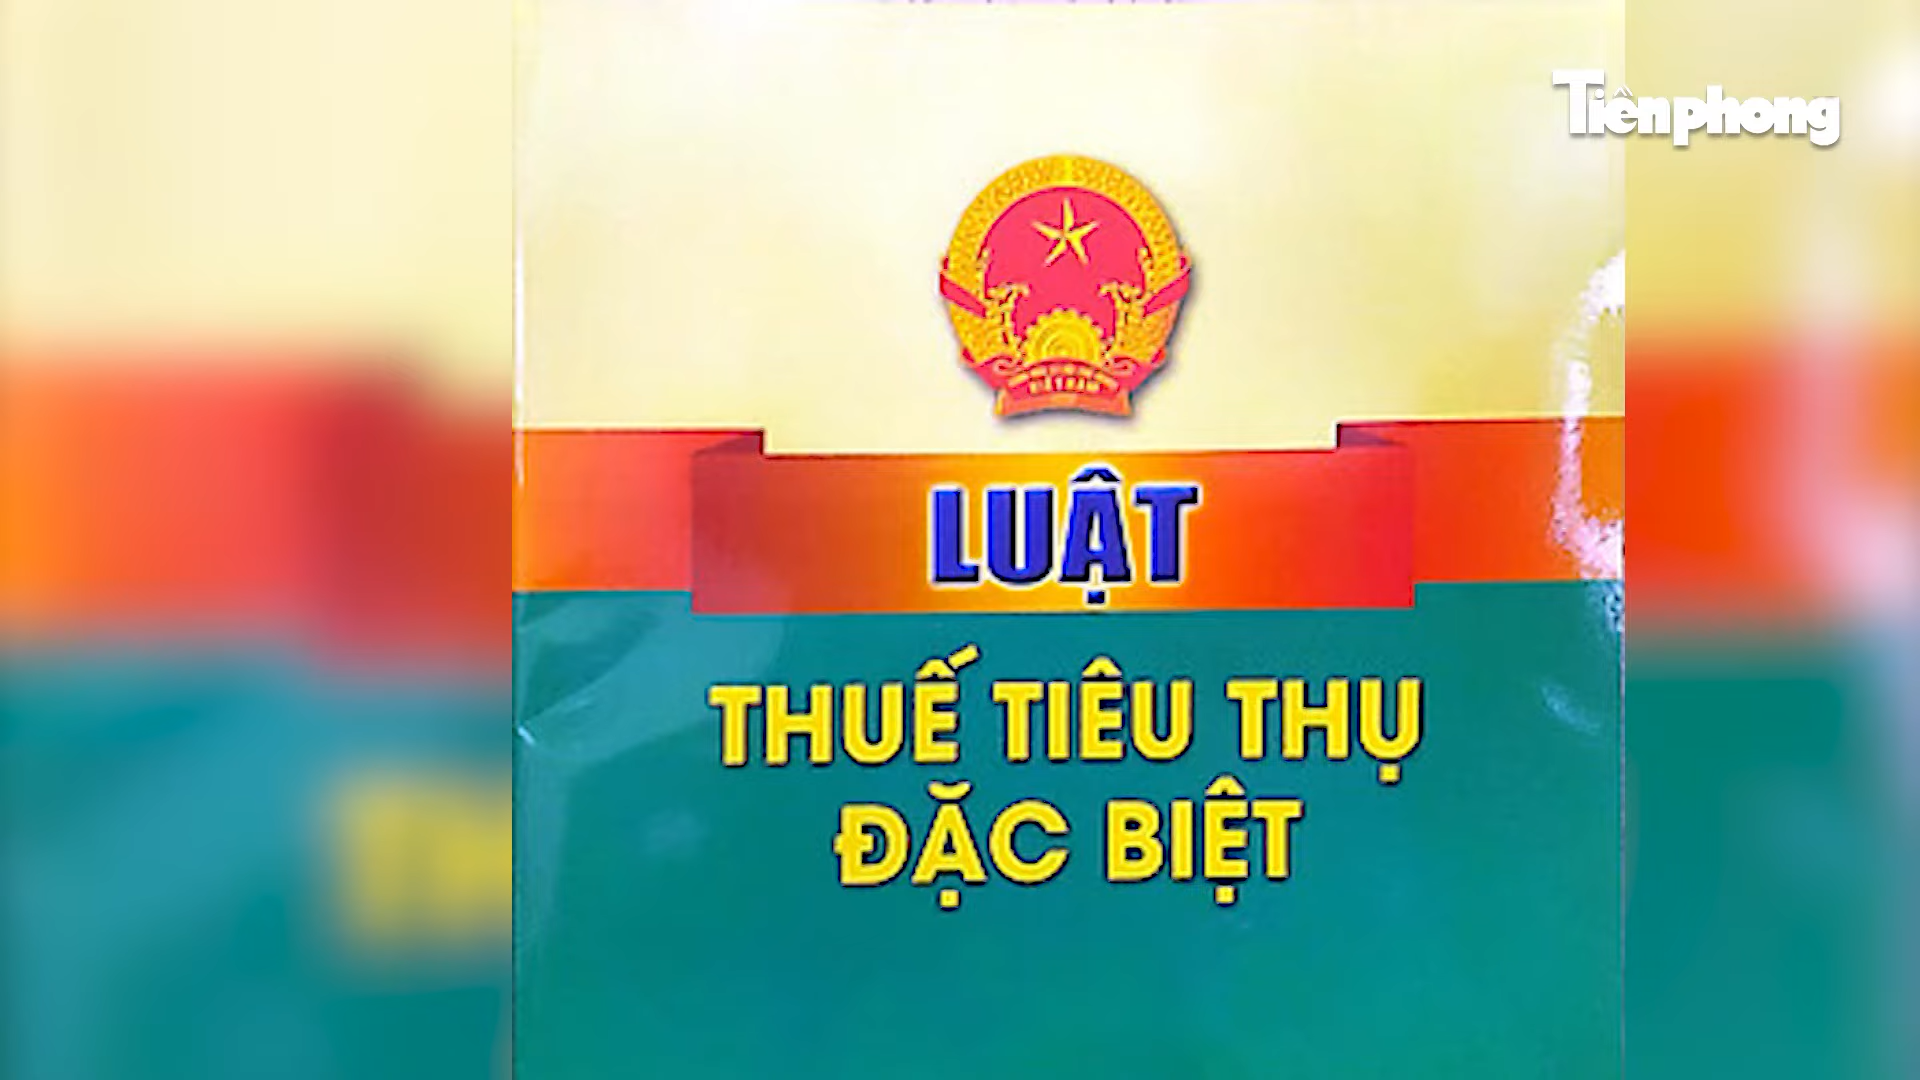 Tiềnphong
LUẬT
THUẾ TIÊU THỤ
ĐẶC BIỆT